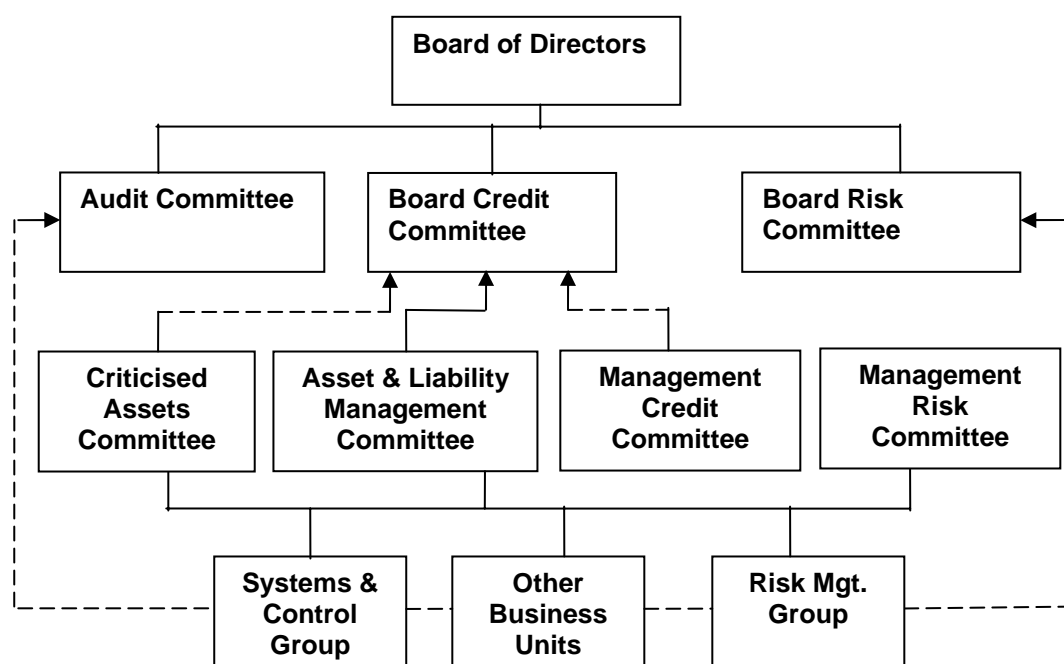 Board of Directors
Audit Committee
Board Credit
Committee
Board Risk
Committee
Criticised
Assets
Committee
Asset & Liability
Management
Committee
Management
Credit
Committee
Management
Risk
Committee
Systems &
Control
Group
Other
Business
Units
Risk Mgt.
Group